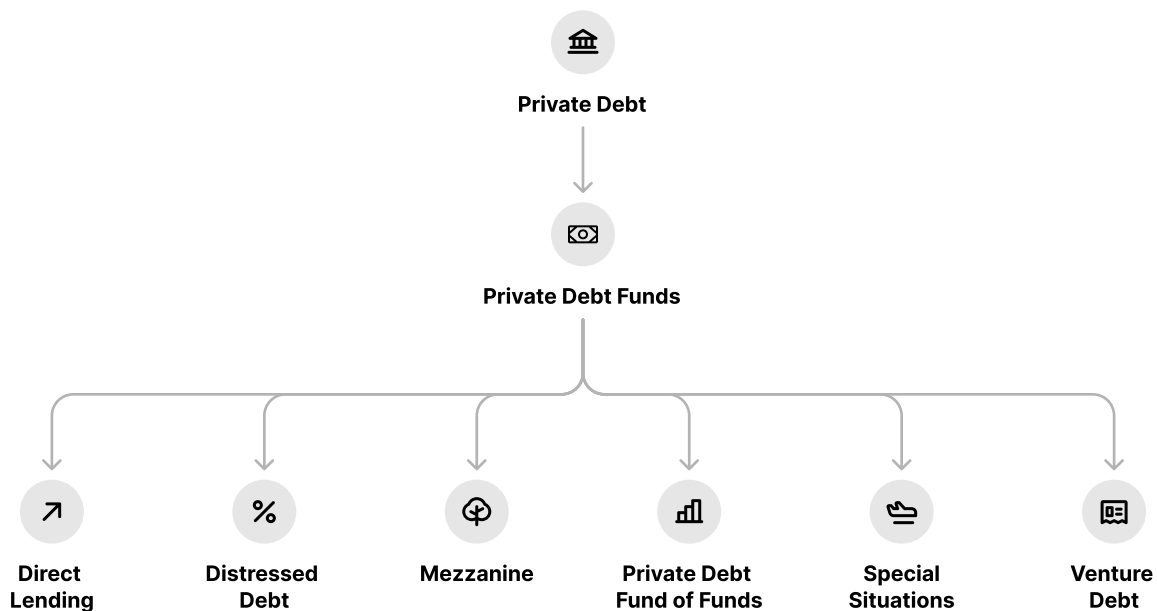 Private Debt
Private Debt Funds
Direct
Lending
Distressed
Debt
Mezzanine
Private Debt
Fund of Funds
Special
Situations
Venture
Debt